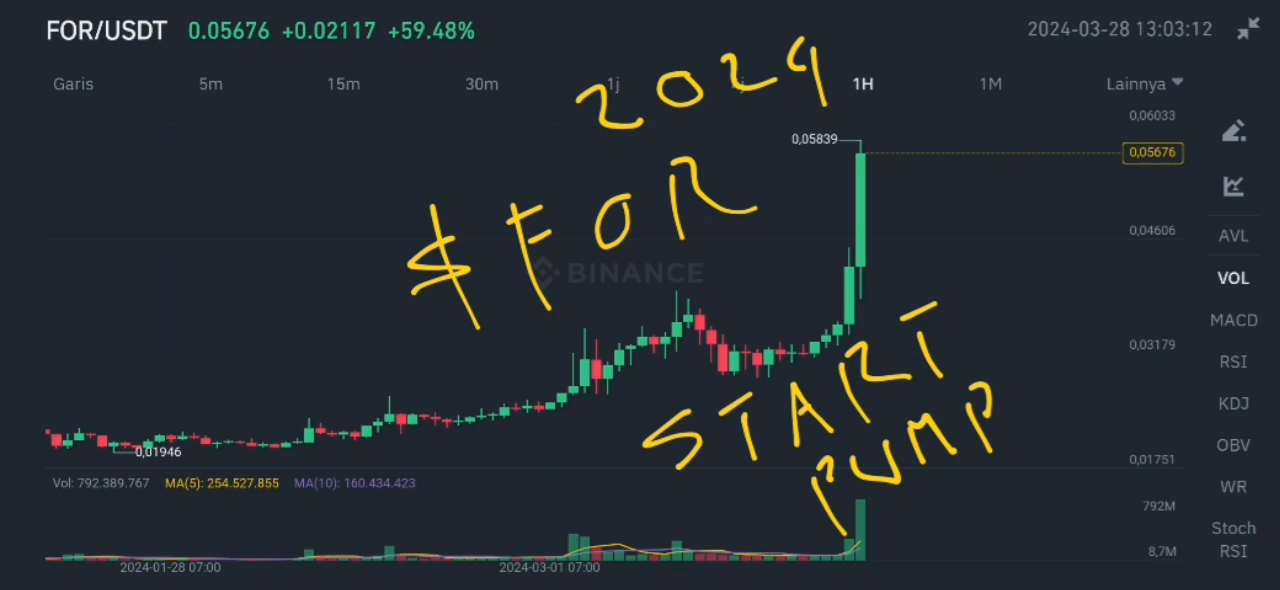 FOR/USDT 0.05676 +0.02117 +59.48% 2024-03-28 13:03:12
Garis 5m 15m 30m 1j 1H 1M Lainnya
2024
0,06033
0,05839
0,05676
$FOR
0,04606
AVL
BINANCE
VOL
MACD
0,03179
RSI
START
KDJ
PUMP
OBV
0,01946
0,01751
Vol: 792.389.767 MA(5): 254.527.855 MA(10): 160.434.423
WR
792M
Stoch
RSI
8,7M
2024-01-28 07:00 2024-03-01 07:00